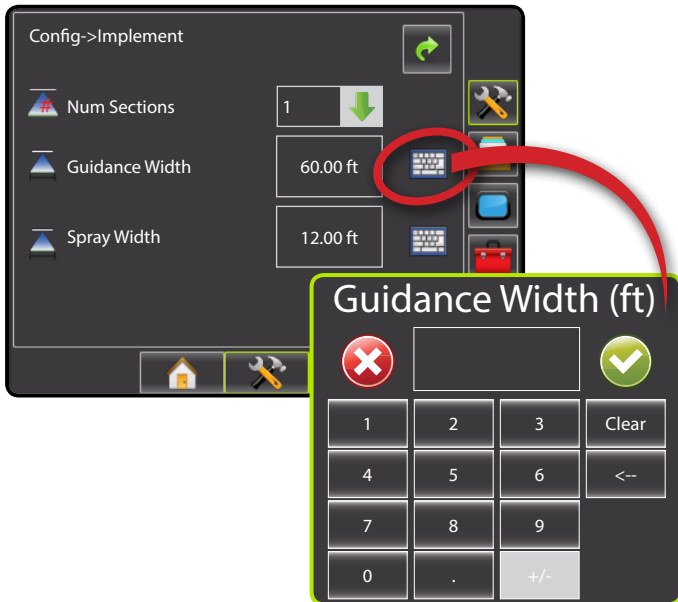 Config->Implement
Num Sections 1
Guidance Width 60.00 ft
Spray Width 12.00 ft
Guidance Width (ft)
1 2 3 Clear
4 5 6 <--
7 8 9
0 . +/-